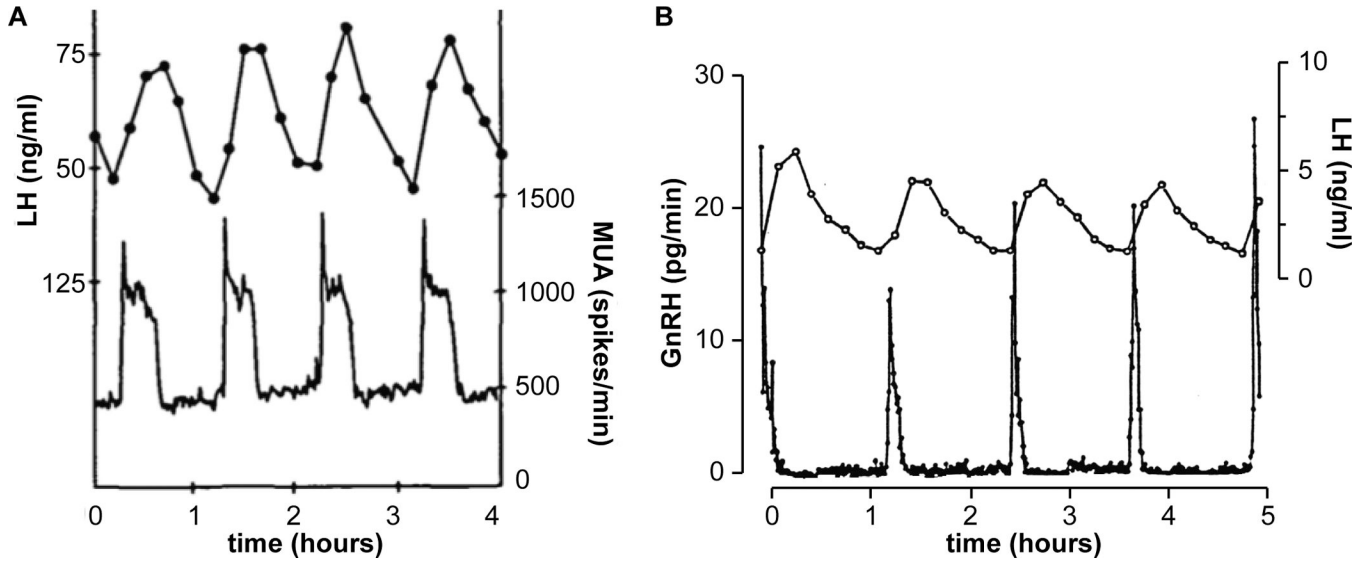 A
LH (ng/ml)
75
50
125
1500
1000
500
0
MUA (spikes/min)
0 1 2 3 4
time (hours)
B
GnRH (pg/min)
30
20
10
0
10
5
0
LH (ng/ml)
0 1 2 3 4 5
time (hours)